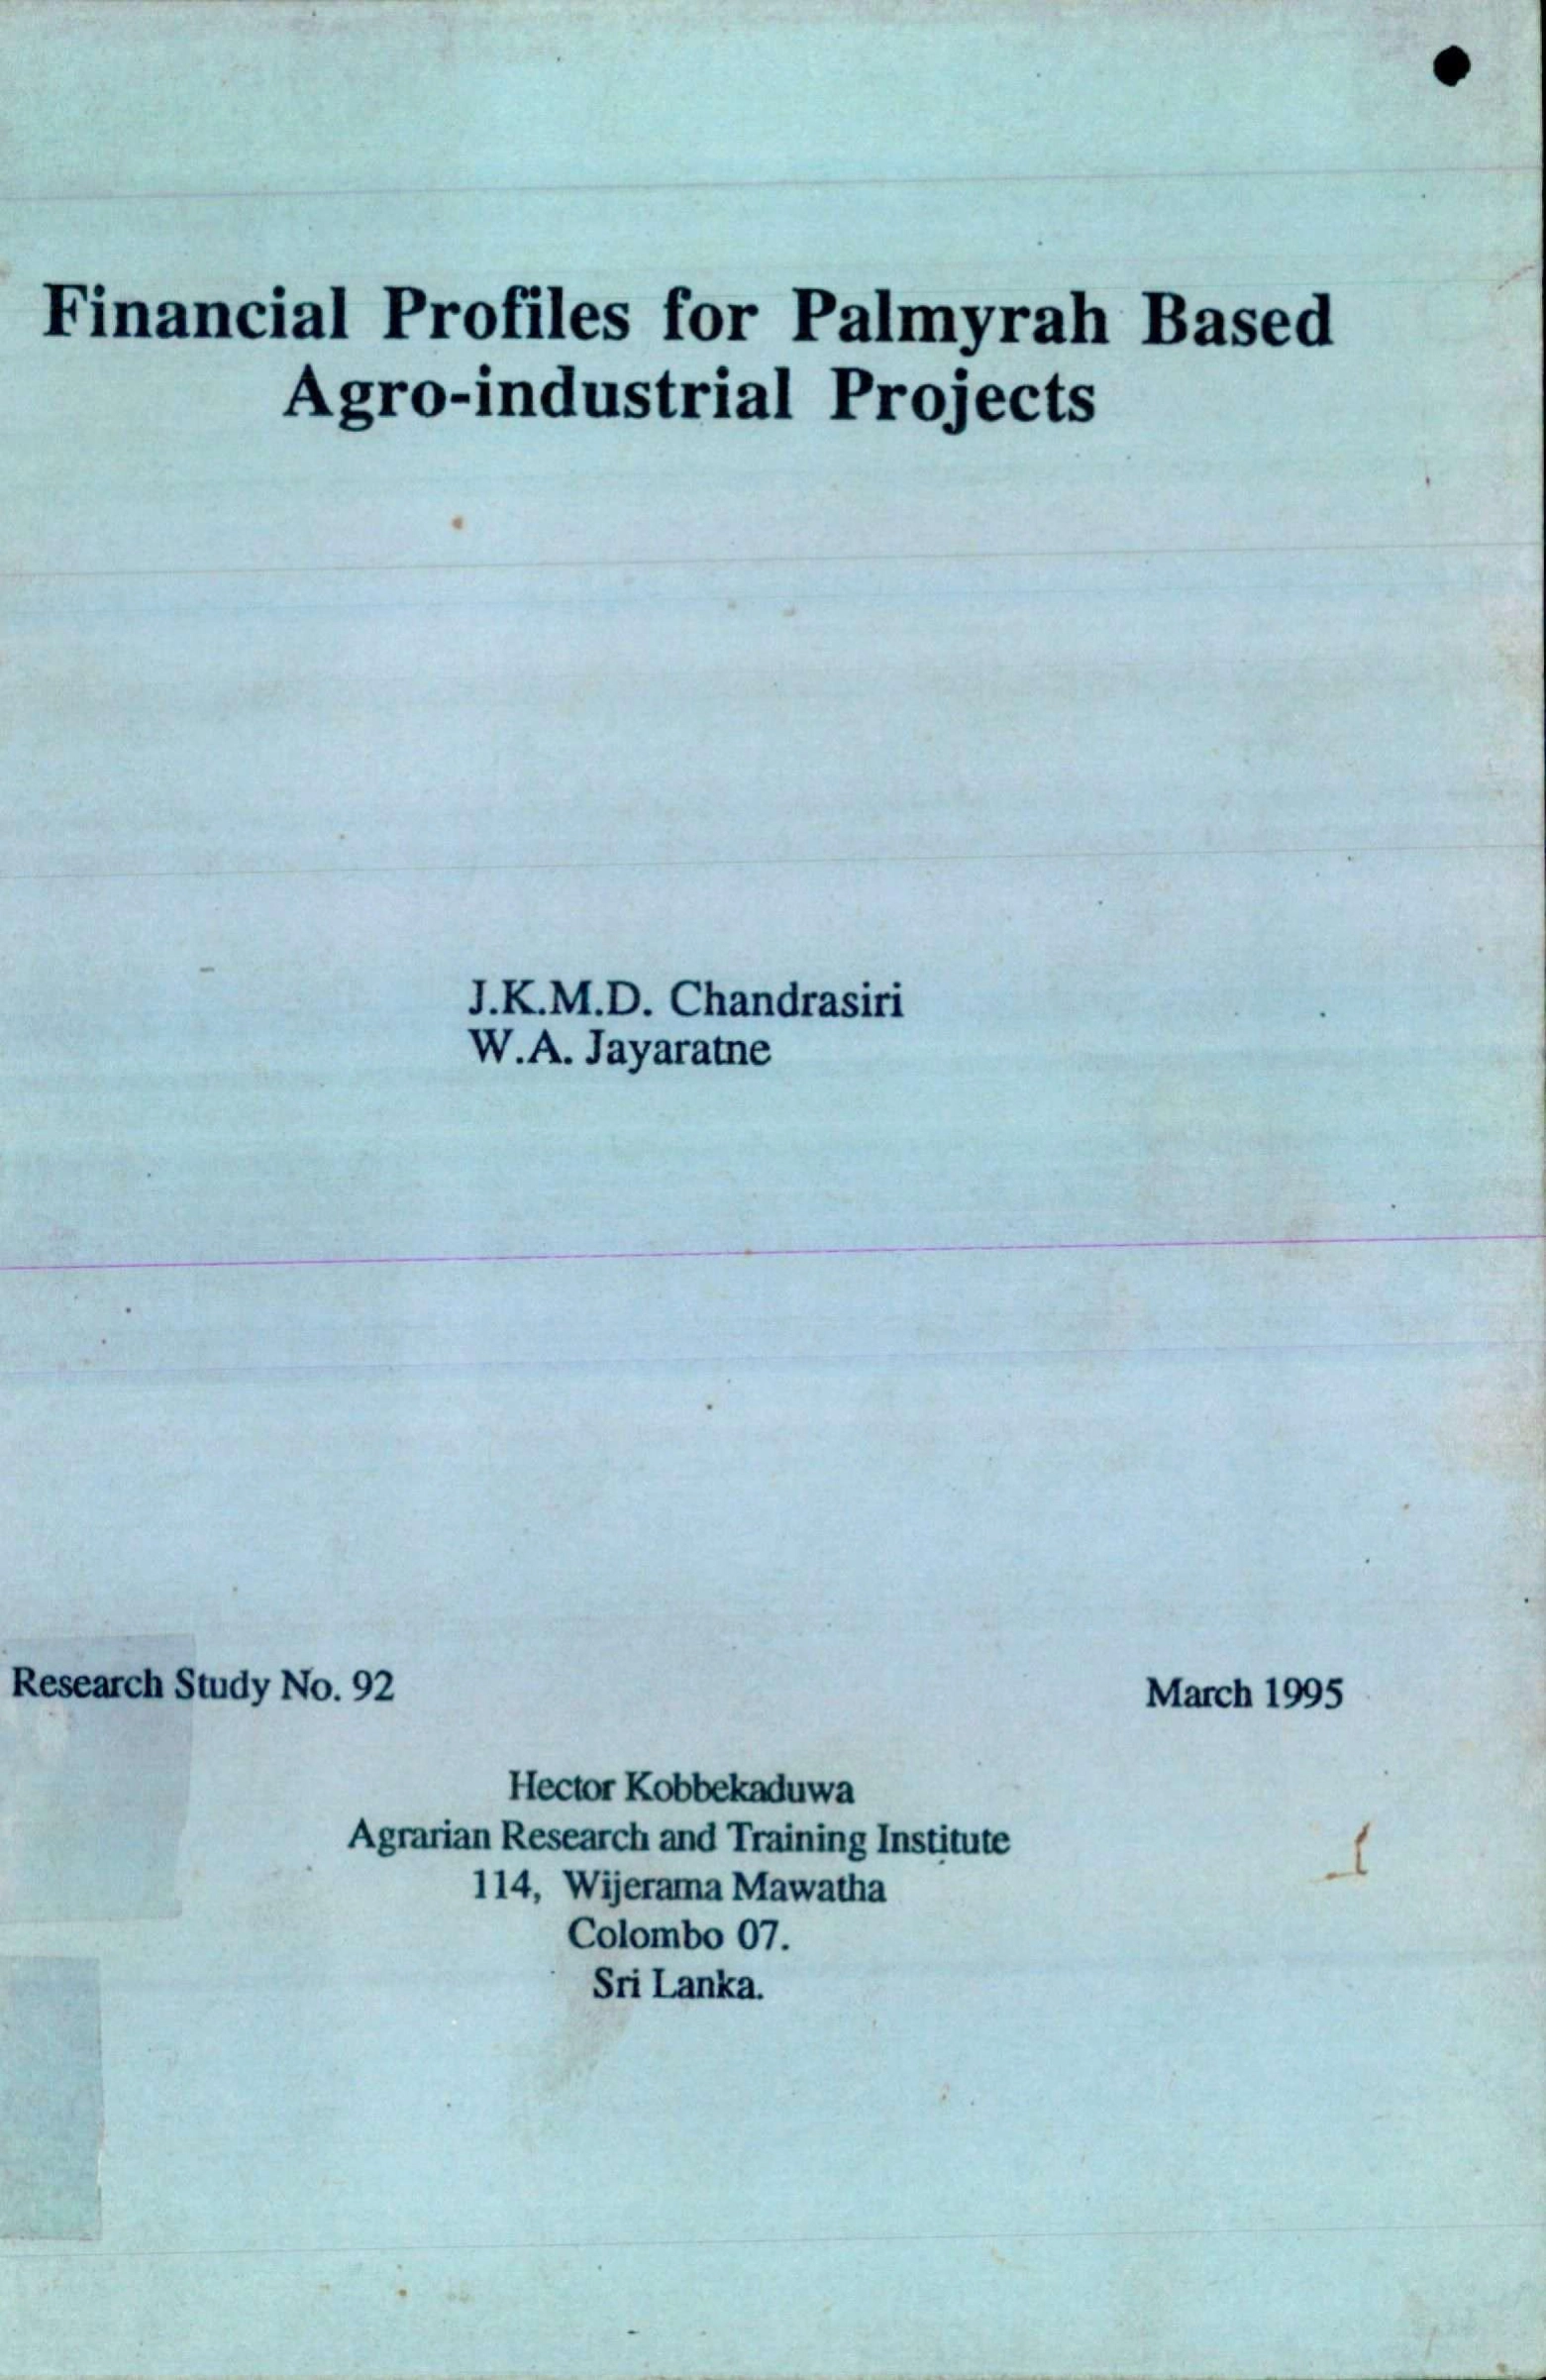 Financial Profiles for Palmyrah Based
Agro-industrial Projects
J.K.M.D. Chandrasiri
W.A. Jayaratne
Research Study No. 92
March 1995
Hector Kobbekaduwa
Agrarian Research and Training Institute
114, Wijerama Mawatha
Colombo 07.
Sri Lanka.